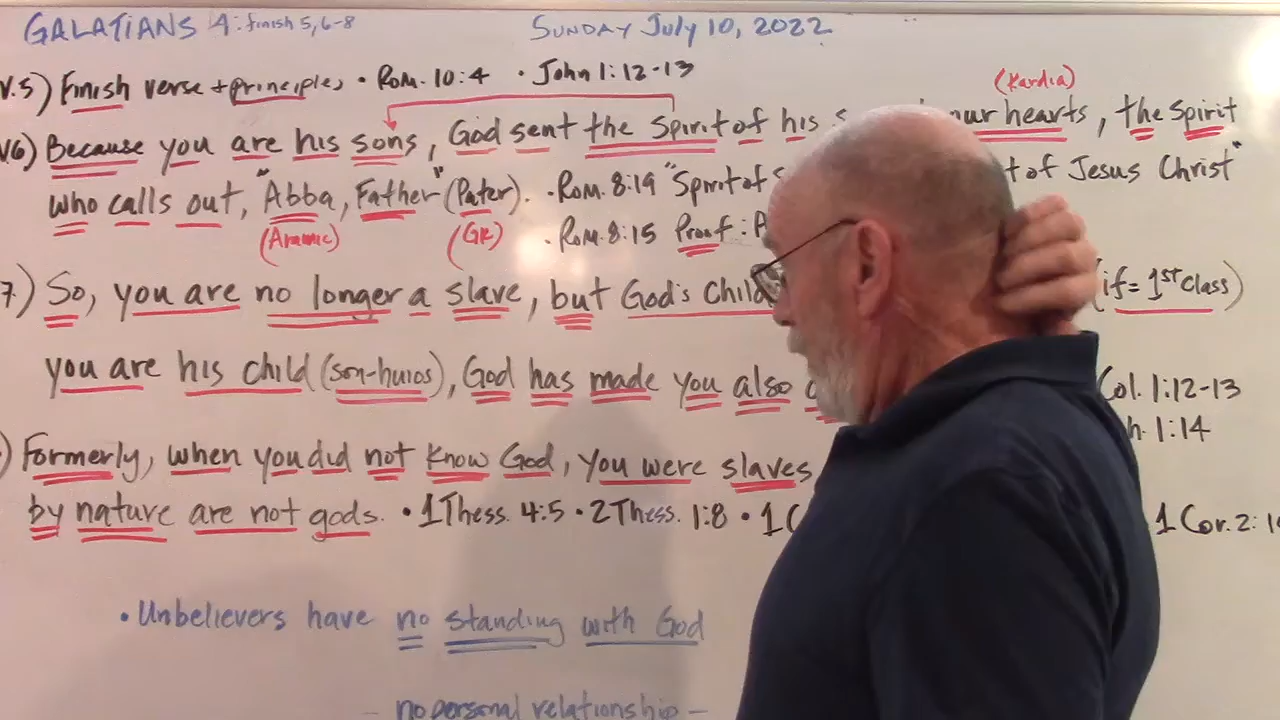 GALATIANS 4: finish 5, 6-8 SUNDAY July 10, 2022
V.5) Finish verse + principles • Rom. 10:4 • John 1:12-13
(Kardia)
V6) Because you are his sons, God sent the Spirit of his our hearts, the Spirit
who calls out, "Abba, Father" (Pater). • Rom. 8:19 "Spirit of t of Jesus Christ"
(Aramic) (GK) • Rom. 8:15 Proof:
7.) So, you are no longer a slave, but God's Child (if = 1st Class)
you are his child (son-huios), God has made you also Col. 1:12-13
h. 1:14
) Formerly, when you did not know God, you were slaves
by nature are not gods. • 1 Thess. 4:5 • 2 Thess. 1:8 • 1 C 1 Cor. 2:1
• Unbelievers have no standing with God
- no personal relationship -